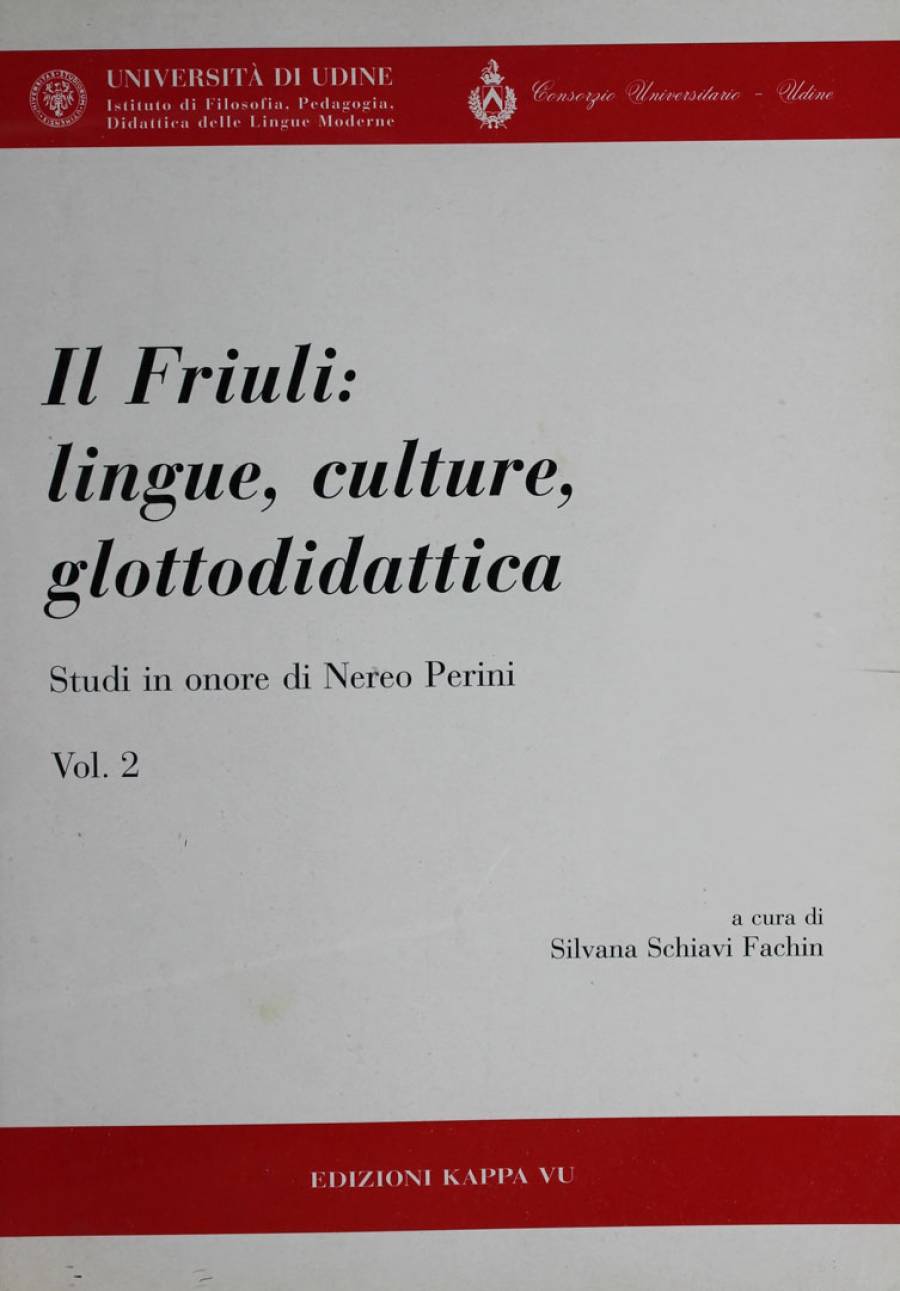 UNIVERSITÀ DI UDINE
Istituto di Filosofia, Pedagogia,
Didattica delle Lingue Moderne
Consorzio Universitario - Udine
Il Friuli:
lingue, culture,
glottodidattica
Studi in onore di Nereo Perini
Vol. 2
a cura di
Silvana Schiavi Fachin
EDIZIONI KAPPA VU